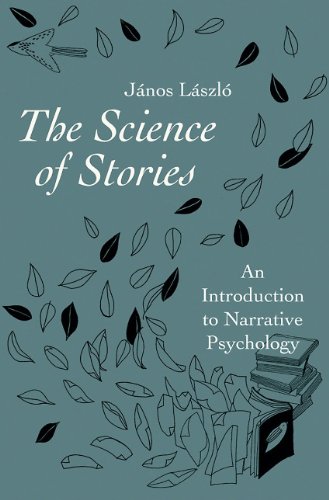 János László
The Science
of Stories
An
Introduction
to Narrative
Psychology